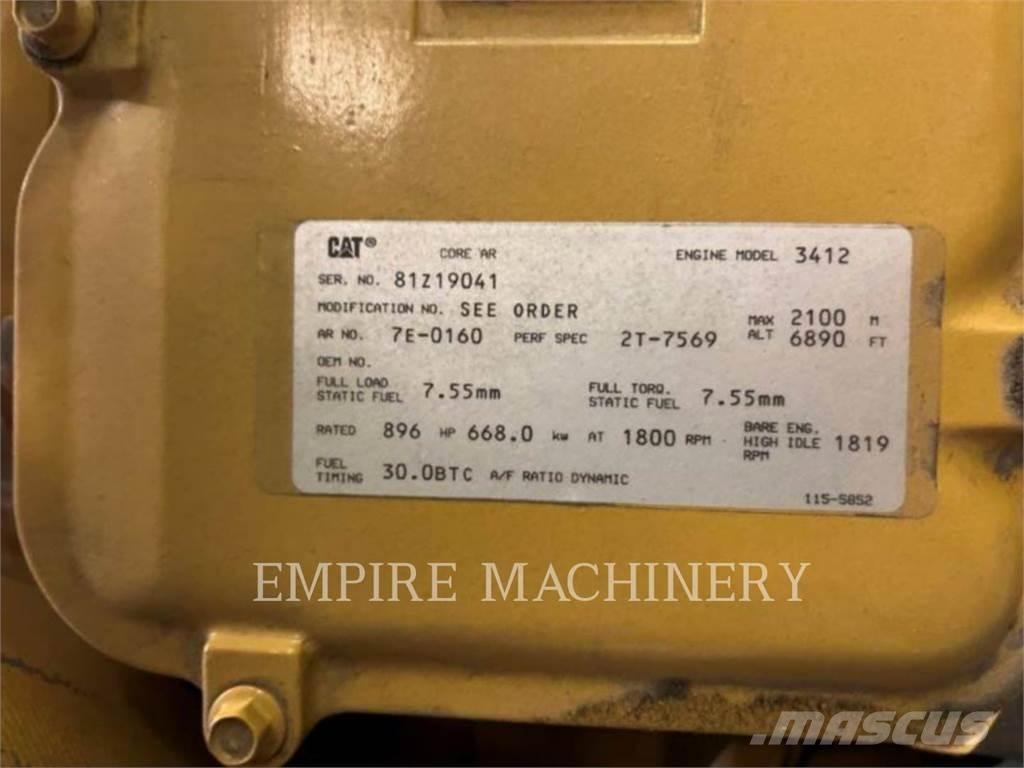 CAT® CORE AR ENGINE MODEL 3412
SER. NO. 81Z19041
MODIFICATION NO. SEE ORDER
AR NO. 7E-0160 PERF SPEC 2T-7569 MAX ALT 2100 M 6890 FT
OEM NO.
FULL LOAD STATIC FUEL 7.55mm FULL TORQ. STATIC FUEL 7.55mm
RATED 896 HP 668.0 kw AT 1800 RPM BARE ENG. HIGH IDLE 1819 RPM
FUEL TIMING 30.0BTC A/F RATIO DYNAMIC
115-5852
EMPIRE MACHINERY
MASCUS